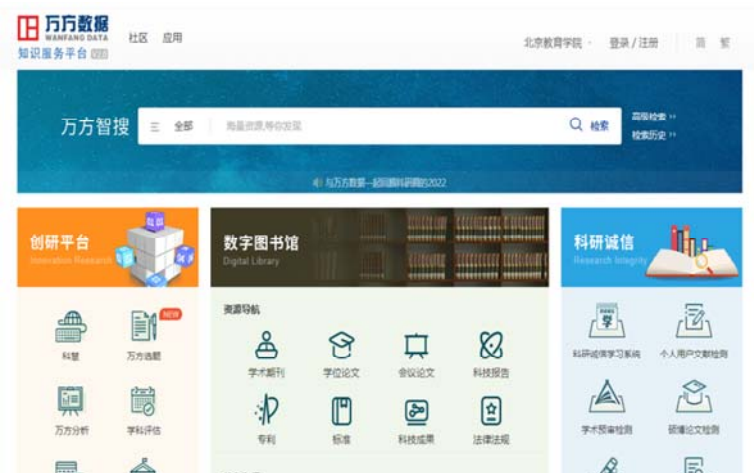 万方数据
WANFANG DATA
知识服务平台
社区 应用
北京教育学院
登录 / 注册
简 繁
万方智搜
全部
海量资源,等你发现
检索
高级检索
检索历史
与万方数据一起回顾科研圈的2022
创研平台
Innovation Research
数字图书馆
Digital Library
科研诚信
Research Integrity
资源导航
科慧
NEW
万方选题
学术期刊
学位论文
会议论文
科技报告
科研诚信学习系统
个人用户文献检测
万方分析
学科评估
专利
标准
科技成果
法律法规
学术预审检测
硕博论文检测